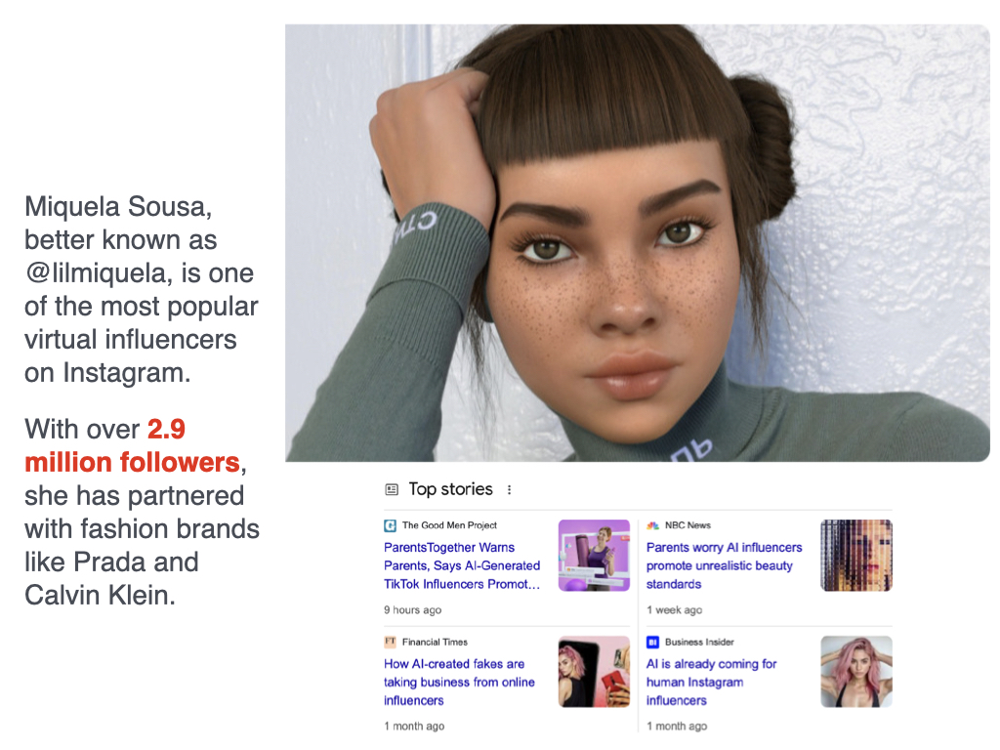 Miquela Sousa,
better known as
@lilmiquela, is one
of the most popular
virtual influencers
on Instagram.
With over 2.9
million followers,
she has partnered
with fashion brands
like Prada and
Calvin Klein.
СТИ
ЛЬ
Top stories
The Good Men Project
ParentsTogether Warns
Parents, Says AI-Generated
TikTok Influencers Promot...
9 hours ago
NBC News
Parents worry AI influencers
promote unrealistic beauty
standards
1 week ago
FT
Financial Times
How AI-created fakes are
taking business from online
influencers
1 month ago
BI
Business Insider
AI is already coming for
human Instagram
influencers
1 month ago